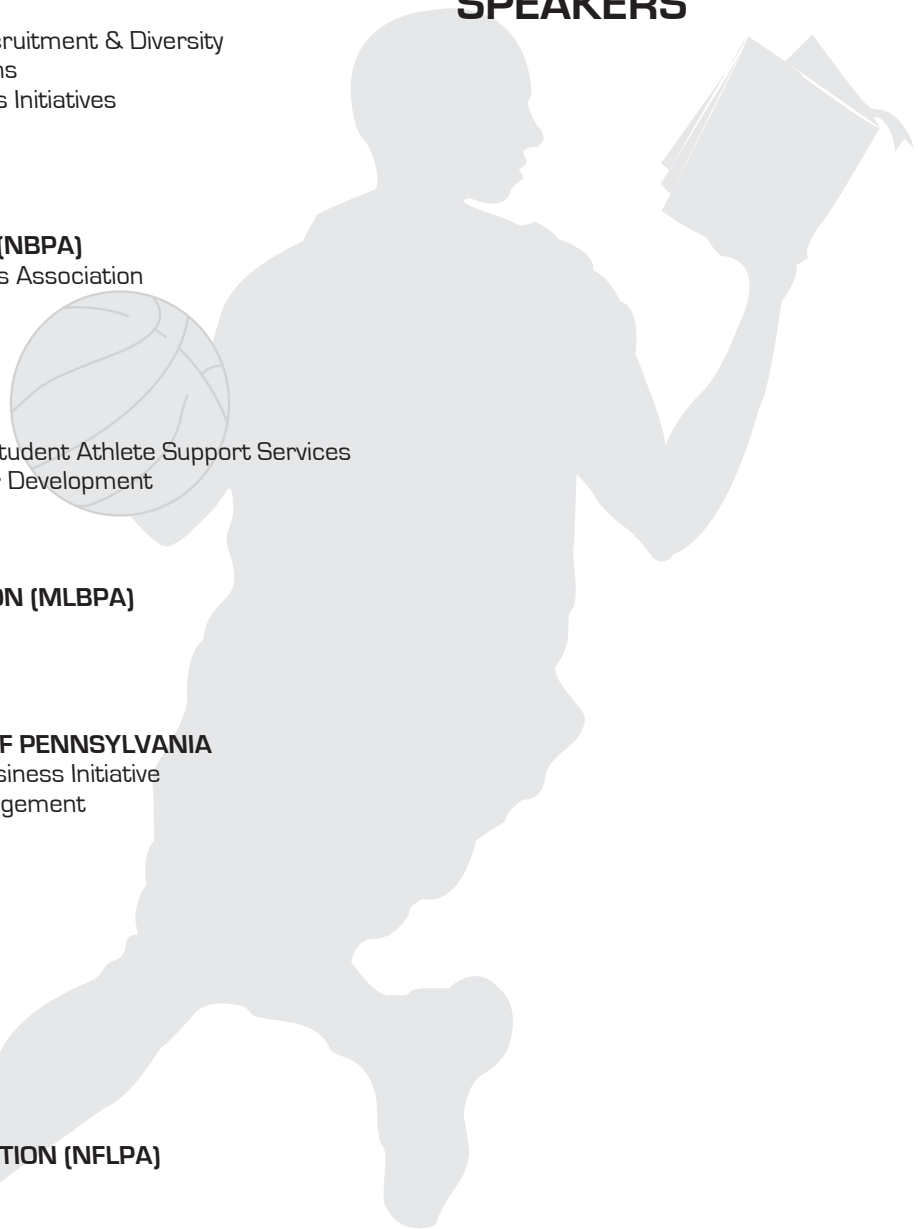 SPEAKERS
ruitment & Diversity
ns
s Initiatives
(NBPA)
s Association
tudent Athlete Support Services
r Development
ON (MLBPA)
F PENNSYLVANIA
siness Initiative
gement
TION (NFLPA)